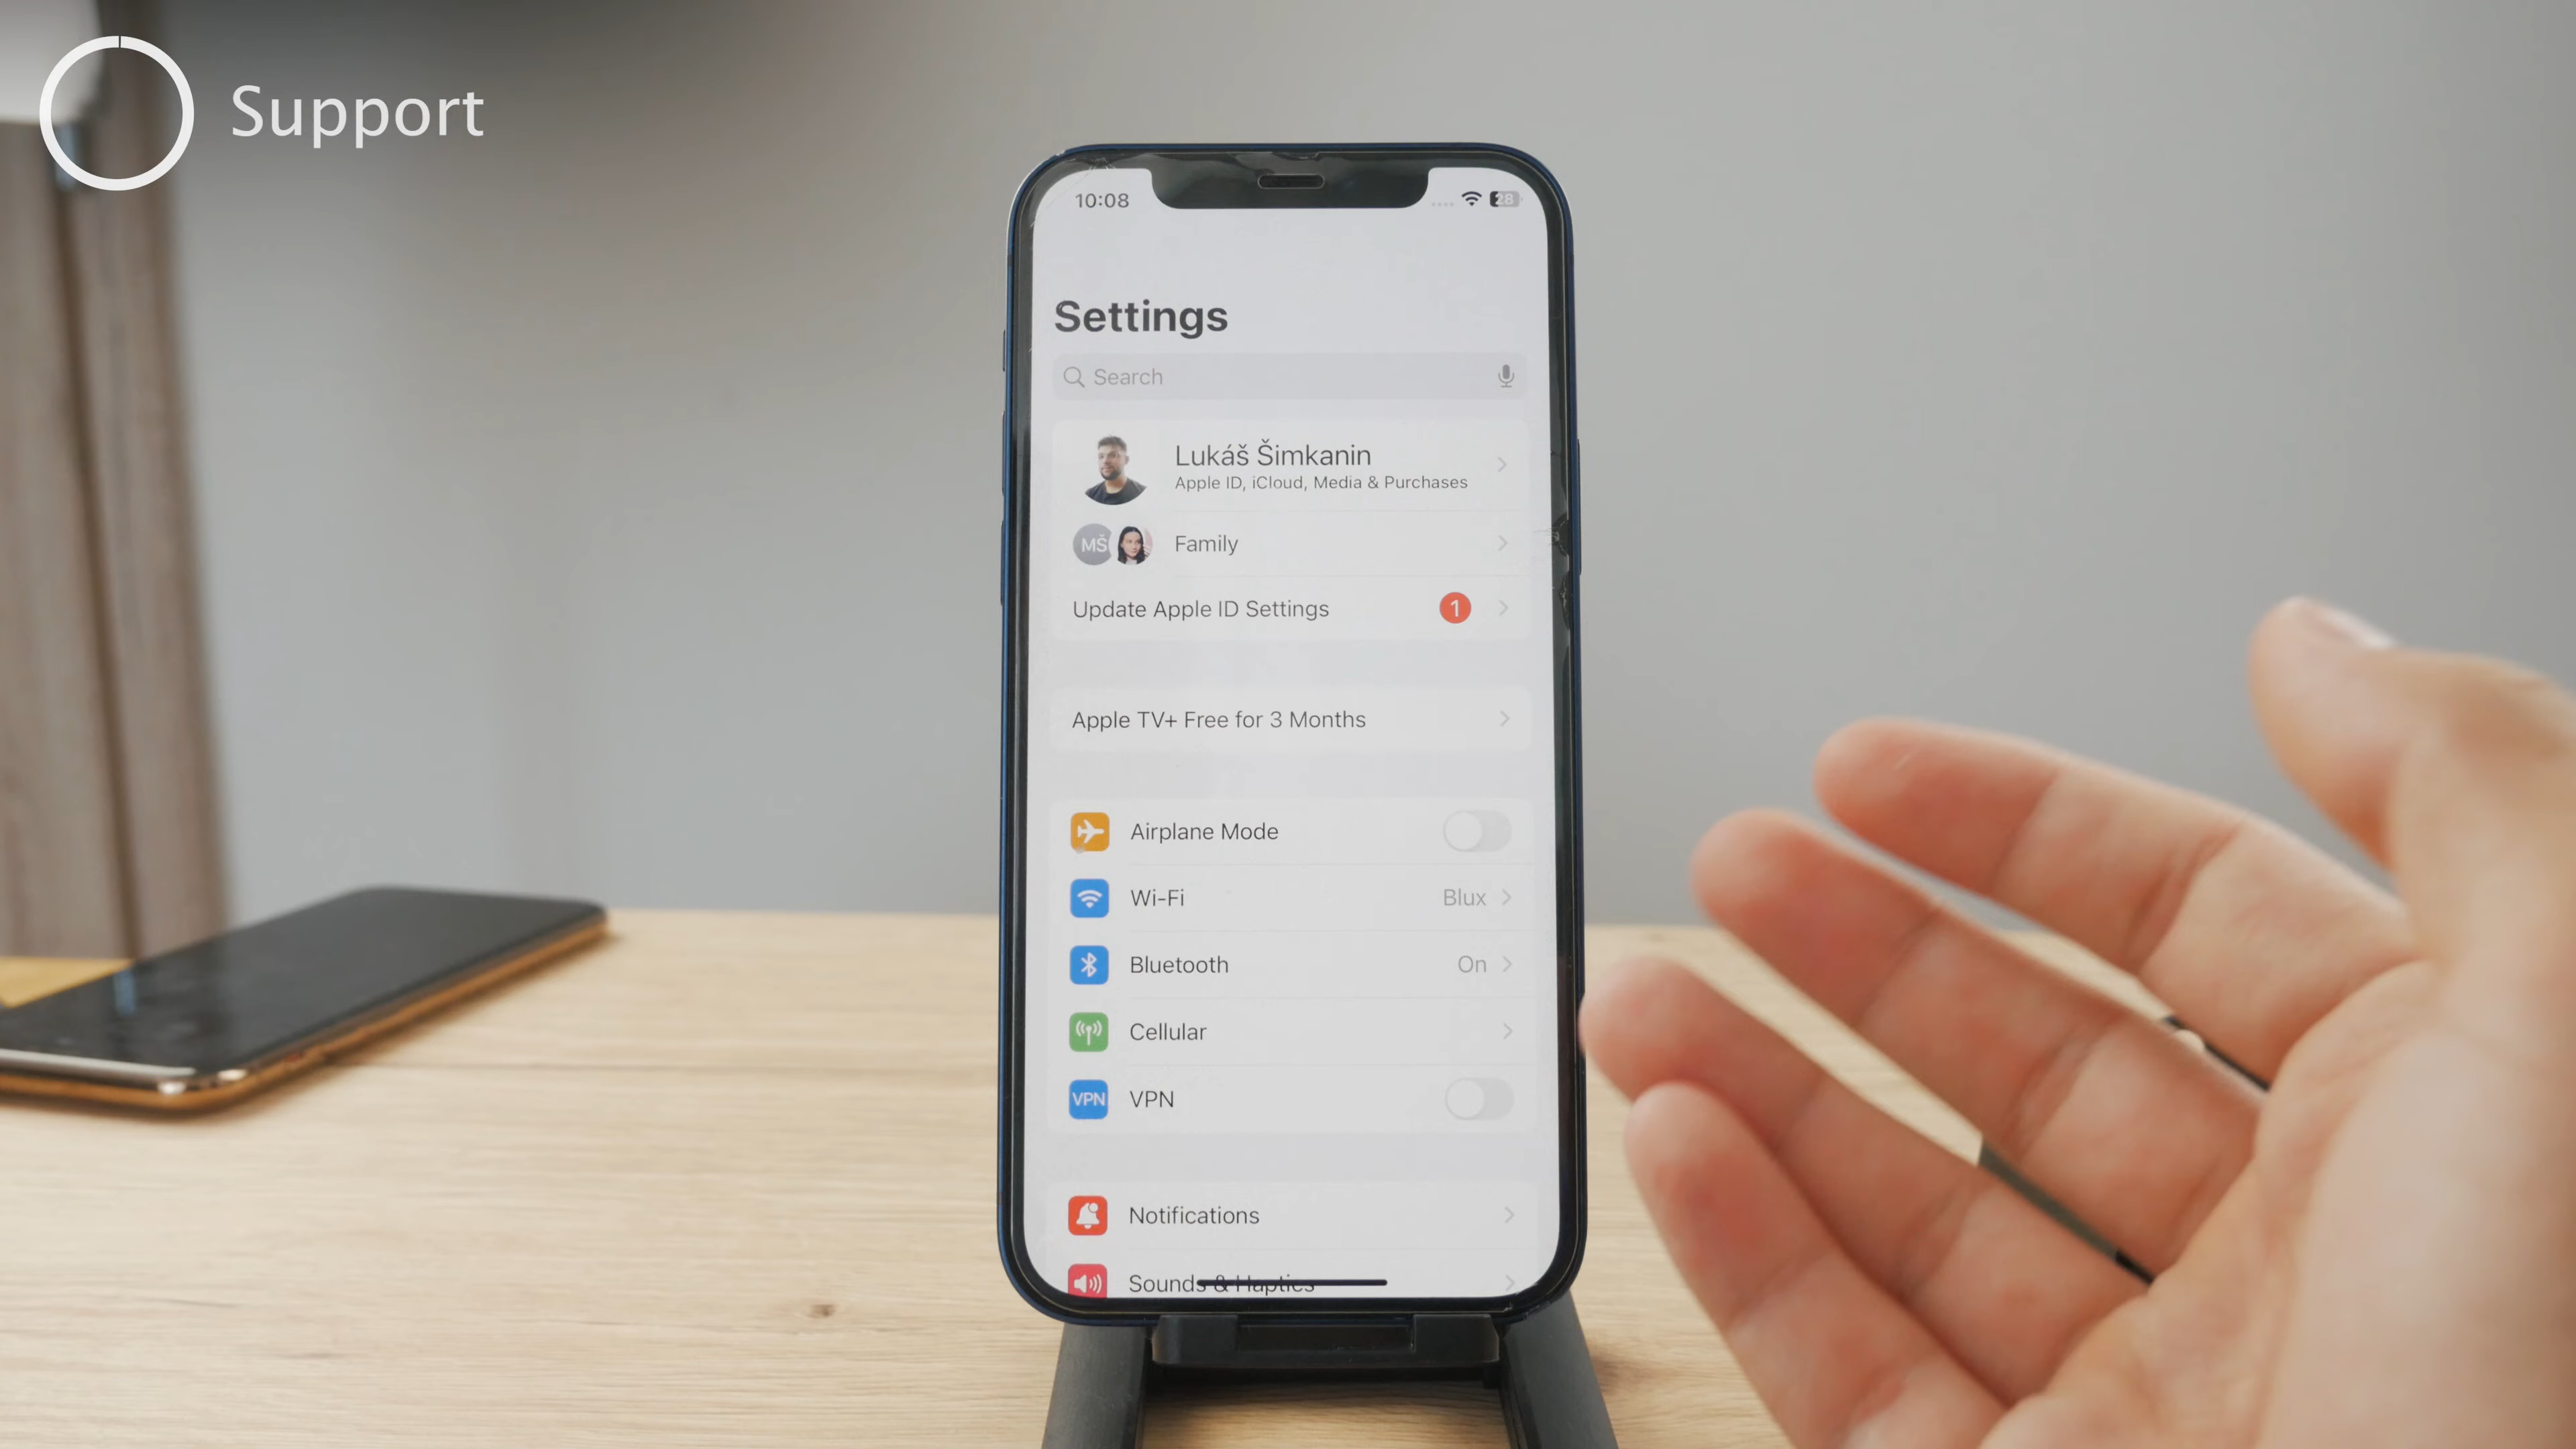 Support
10:08
28
Settings
Search
Lukáš Šimkanin
Apple ID, iCloud, Media & Purchases
MŠ
Family
Update Apple ID Settings 1
Apple TV+ Free for 3 Months
Airplane Mode
Wi-Fi Blux
Bluetooth On
Cellular
VPN VPN
Notifications
Sounds & Haptics